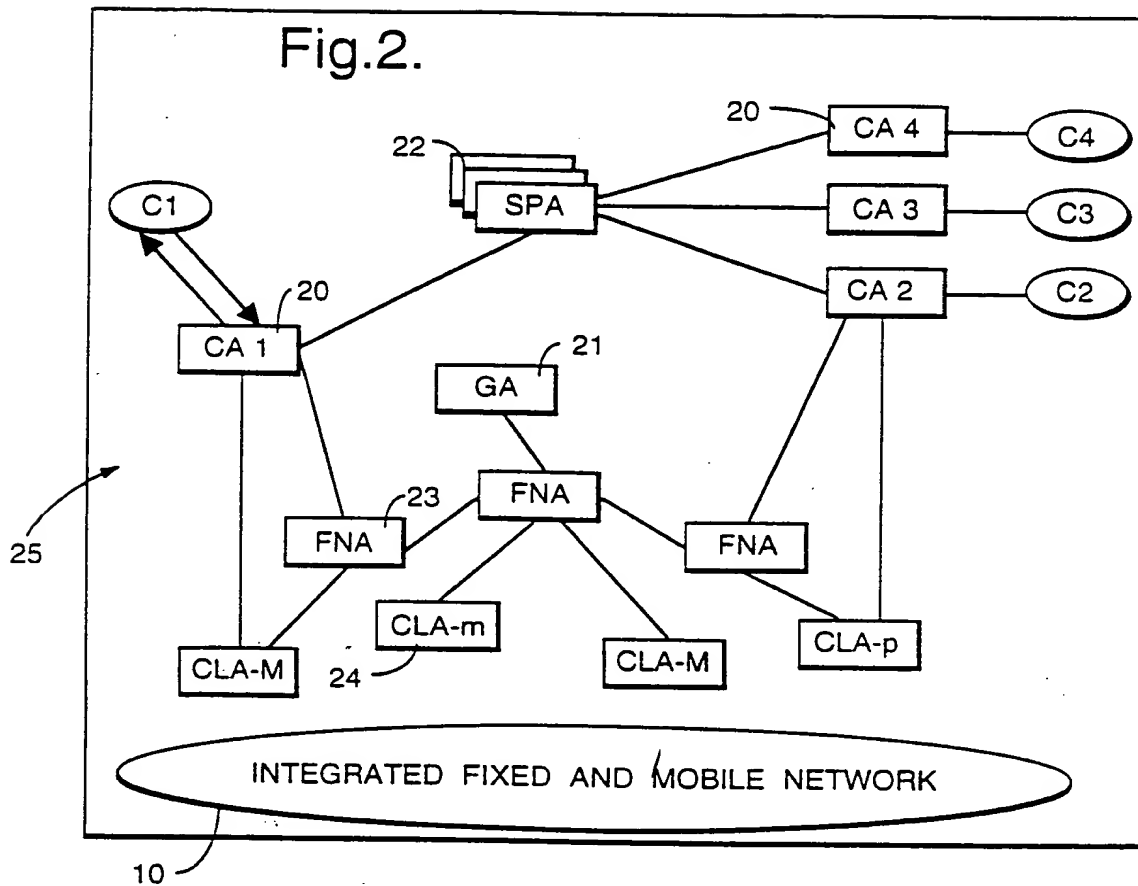 Fig.2.
20
CA 4
C4
22
SPA
CA 3
C3
C1
20
CA 2
C2
CA 1
21
GA
23
FNA
FNA
FNA
25
CLA-m
24
CLA-M
CLA-M
CLA-p
INTEGRATED FIXED AND MOBILE NETWORK
10